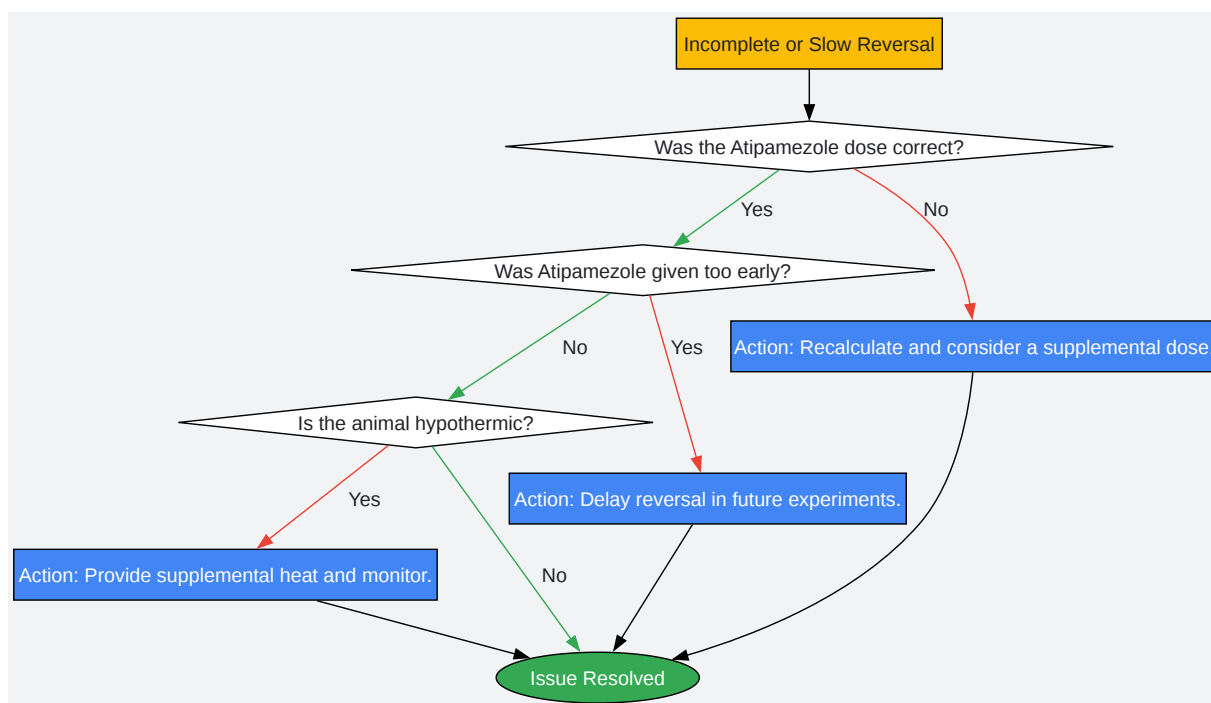 Incomplete or Slow Reversal
Was the Atipamezole dose correct?
Yes
No
Was Atipamezole given too early?
No
Yes
Action: Recalculate and consider a supplemental dose.
Is the animal hypothermic?
Yes
Action: Delay reversal in future experiments.
Action: Provide supplemental heat and monitor.
No
Issue Resolved